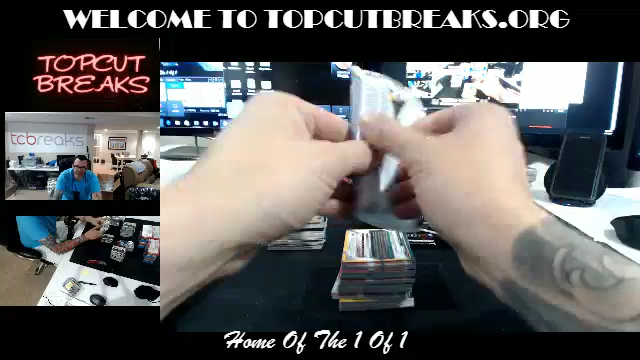 WELCOME TO TOPCUTBREAKS.ORG
TOPCUT
BREAKS
tcbreaks
Home Of The 1 Of 1